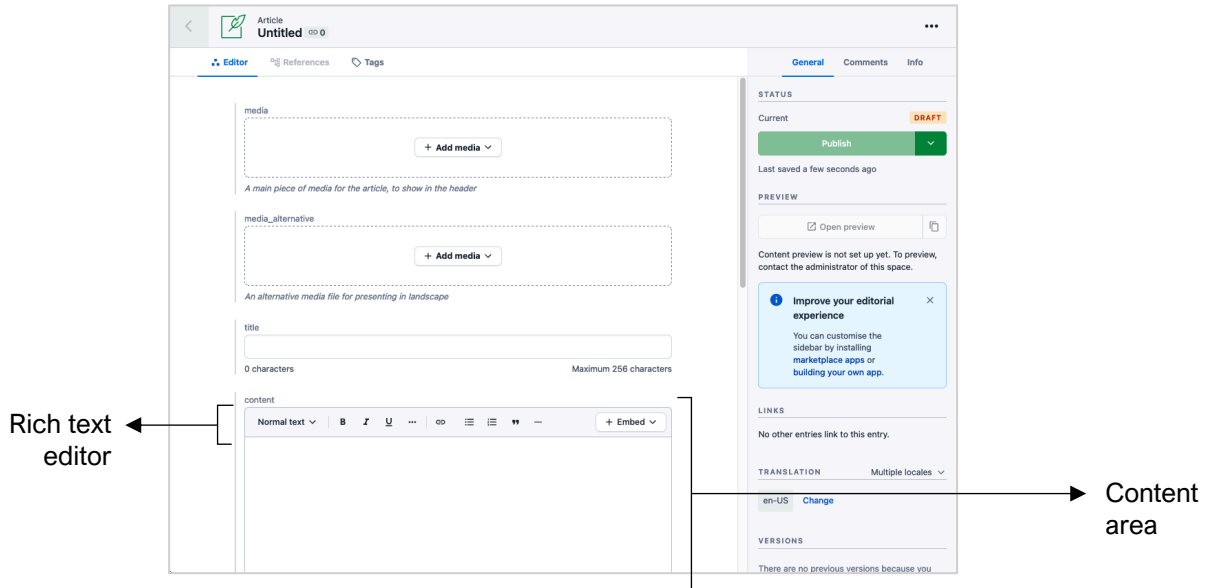 Article
Untitled 0
Editor References Tags
General Comments Info
media
+ Add media
A main piece of media for the article, to show in the header
media_alternative
+ Add media
An alternative media file for presenting in landscape
title
0 characters Maximum 256 characters
content
Normal text B I U ... + Embed
STATUS
Current DRAFT
Publish
Last saved a few seconds ago
PREVIEW
Open preview
Content preview is not set up yet. To preview,
contact the administrator of this space.
Improve your editorial
experience
You can customise the
sidebar by installing
marketplace apps or
building your own app.
LINKS
No other entries link to this entry.
TRANSLATION Multiple locales
en-US Change
VERSIONS
There are no previous versions because you
Rich text
editor
Content
area